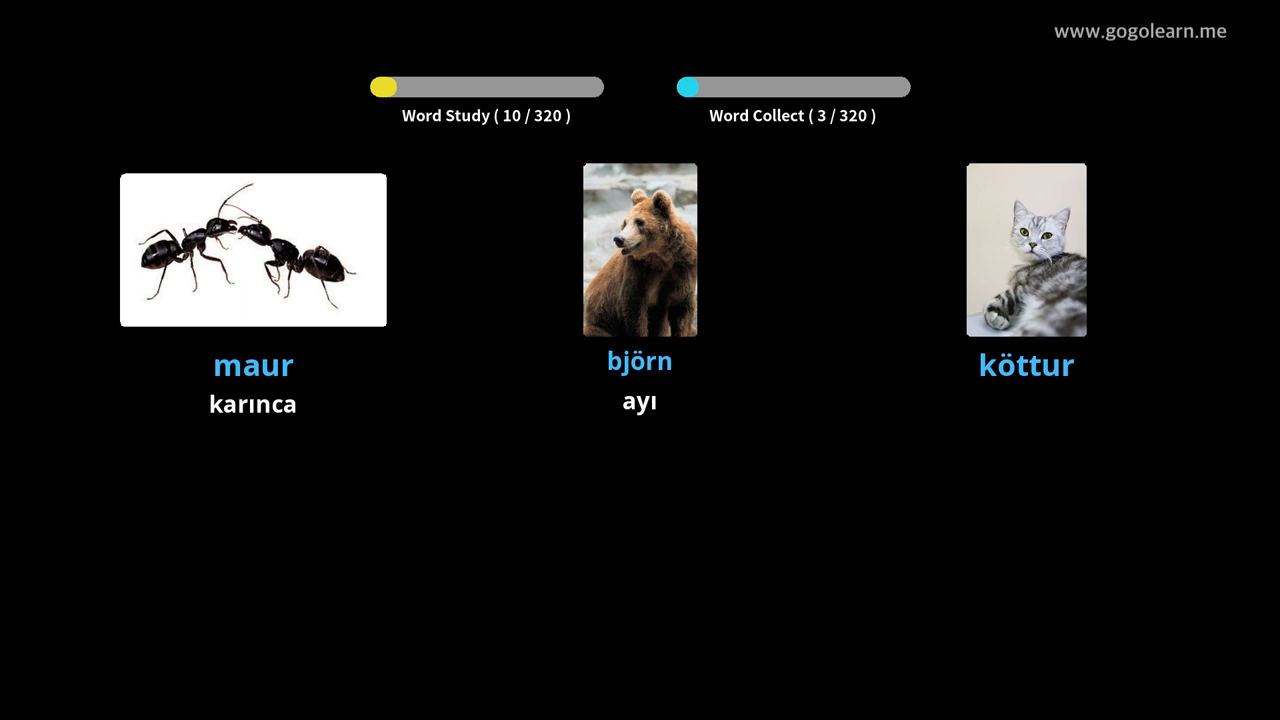 www.gogolearn.me
Word Study ( 10 / 320 )
Word Collect ( 3 / 320 )
maur
karınca
björn
ayı
köttur